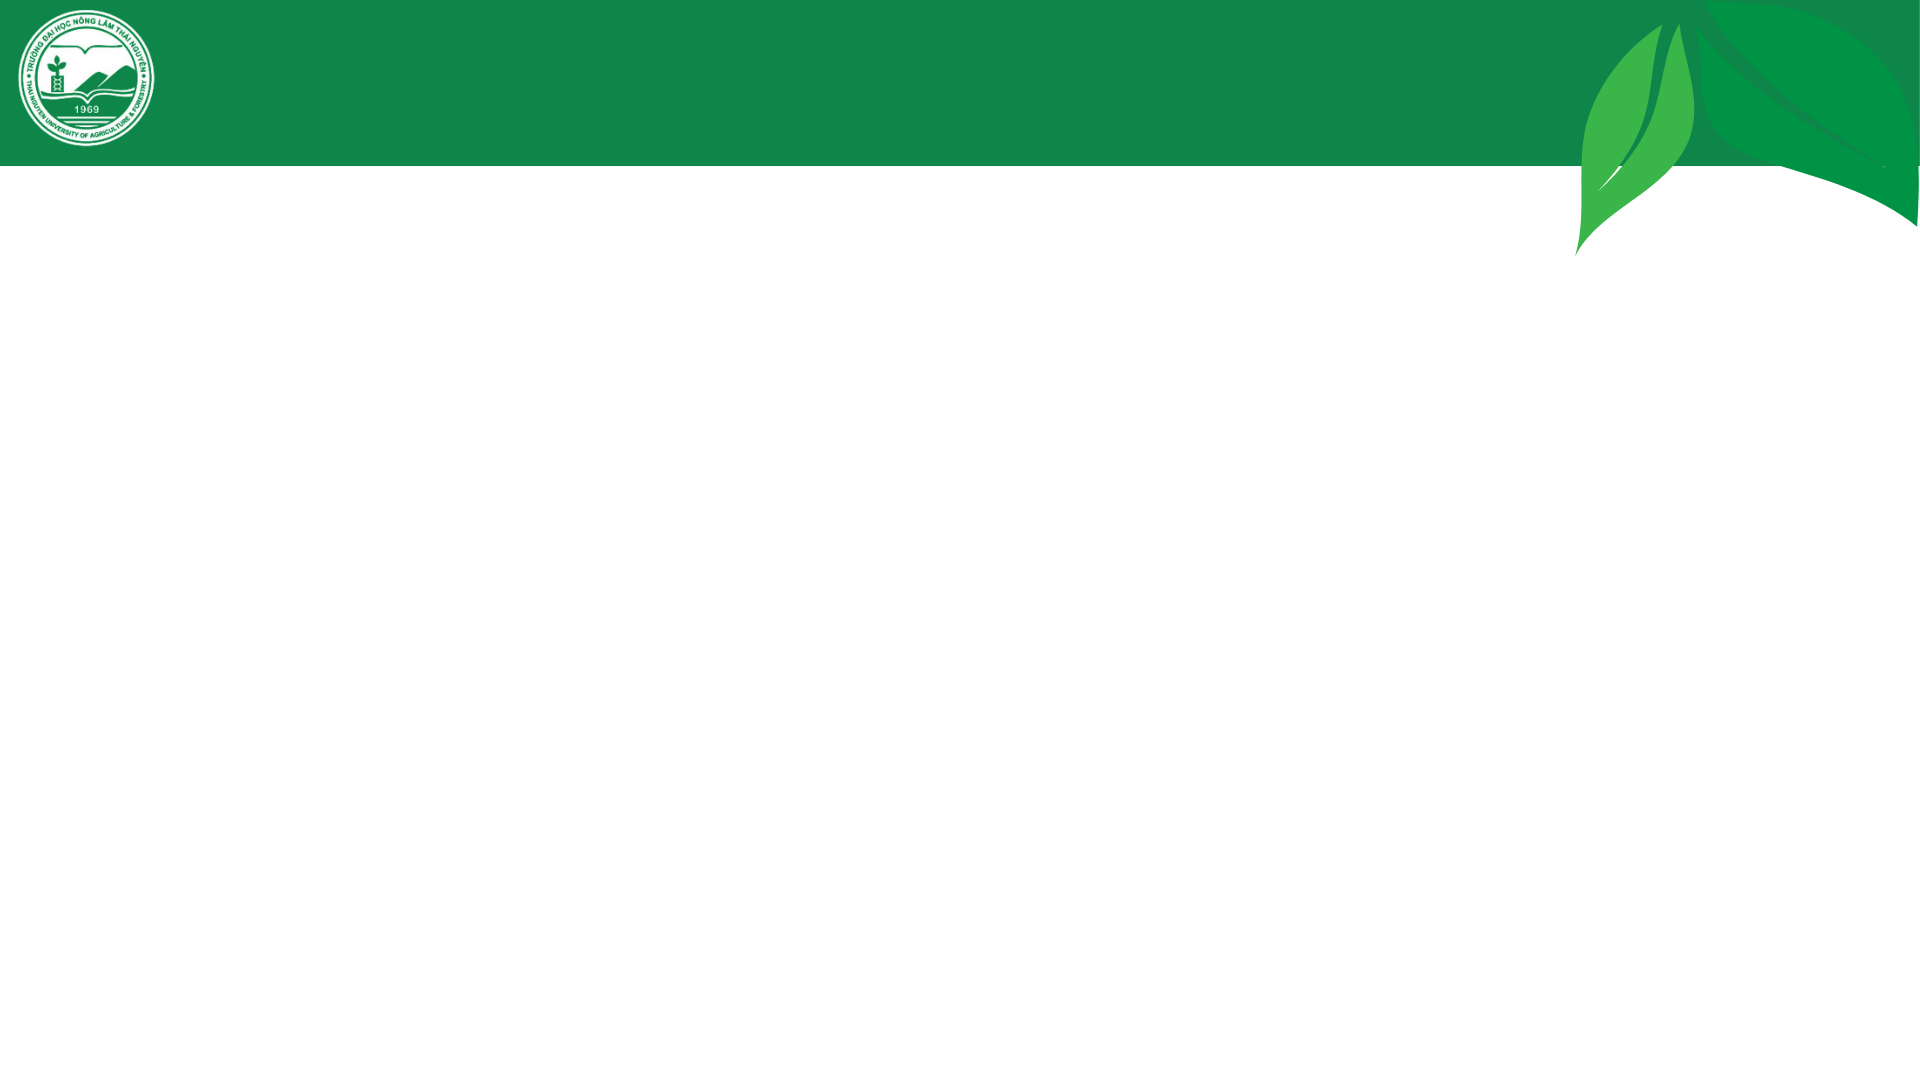 • TRƯỜNG ĐẠI HỌC NÔNG LÂM THÁI NGUYÊN •
1969
THAI NGUYEN UNIVERSITY OF AGRICULTURE & FORESTRY